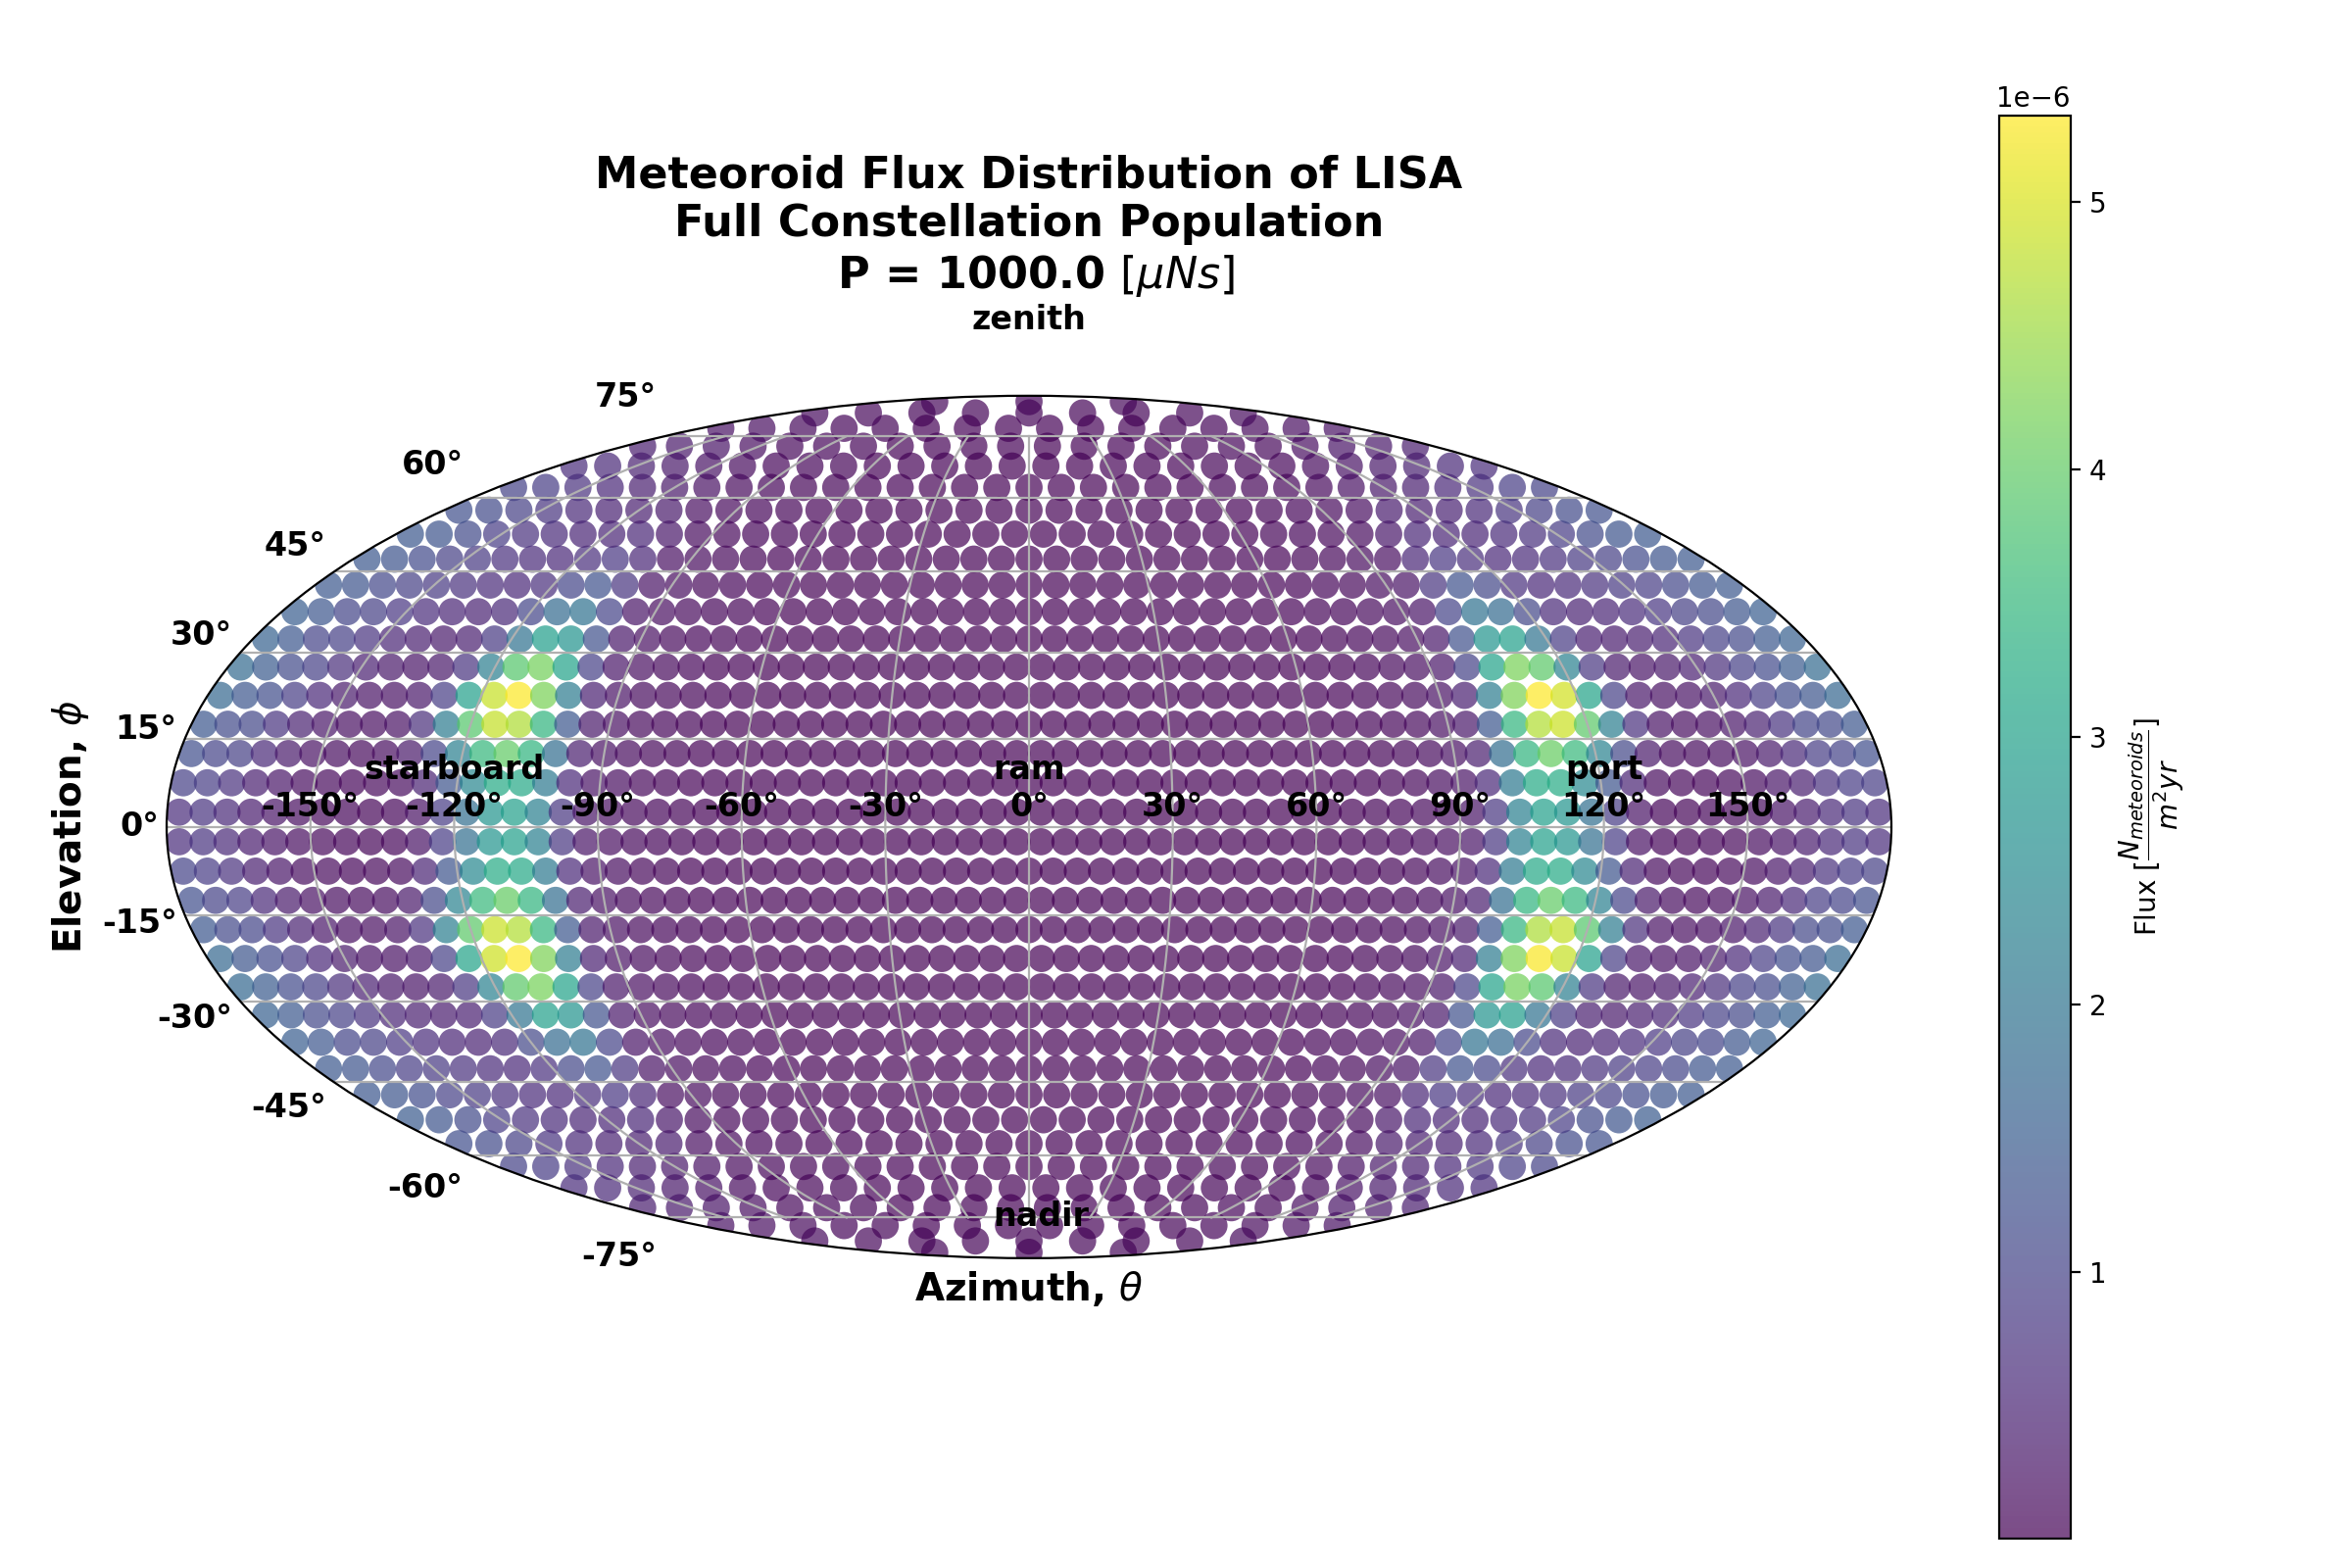 1e−6
Meteoroid Flux Distribution of LISA
Full Constellation Population
P = 1000.0 [μNs]
zenith
75°
60°
45°
30°
15°
0°
-15°
-30°
-45°
-60°
-75°
Elevation, ϕ
starboard ram port
-150° -120° -90° -60° -30° 0° 30° 60° 90° 120° 150°
nadir
Azimuth, θ
5
4
3
2
1
Flux [N_meteoroids / m²yr]